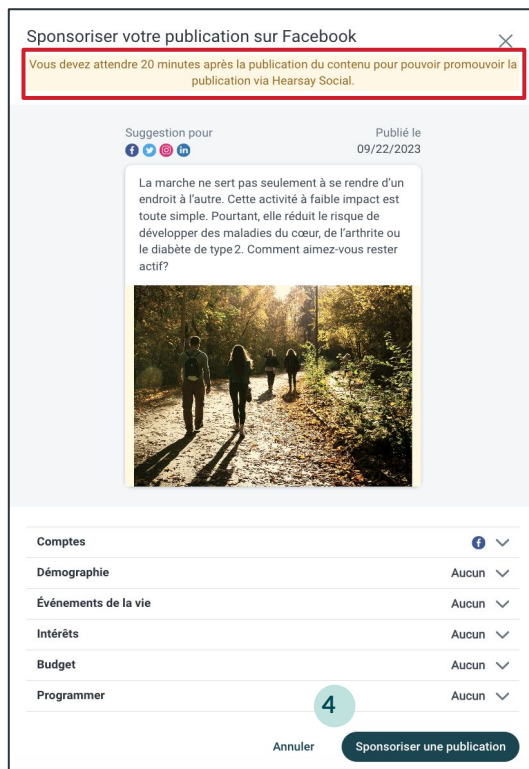 Sponsoriser votre publication sur Facebook
Vous devez attendre 20 minutes après la publication du contenu pour pouvoir promouvoir la
publication via Hearsay Social.
Suggestion pour
Publié le
09/22/2023
La marche ne sert pas seulement à se rendre d'un
endroit à l'autre. Cette activité à faible impact est
toute simple. Pourtant, elle réduit le risque de
développer des maladies du cœur, de l'arthrite ou
le diabète de type 2. Comment aimez-vous rester
actif?
Comptes
Démographie Aucun
Événements de la vie Aucun
Intérêts Aucun
Budget Aucun
Programmer Aucun
4
Annuler Sponsoriser une publication